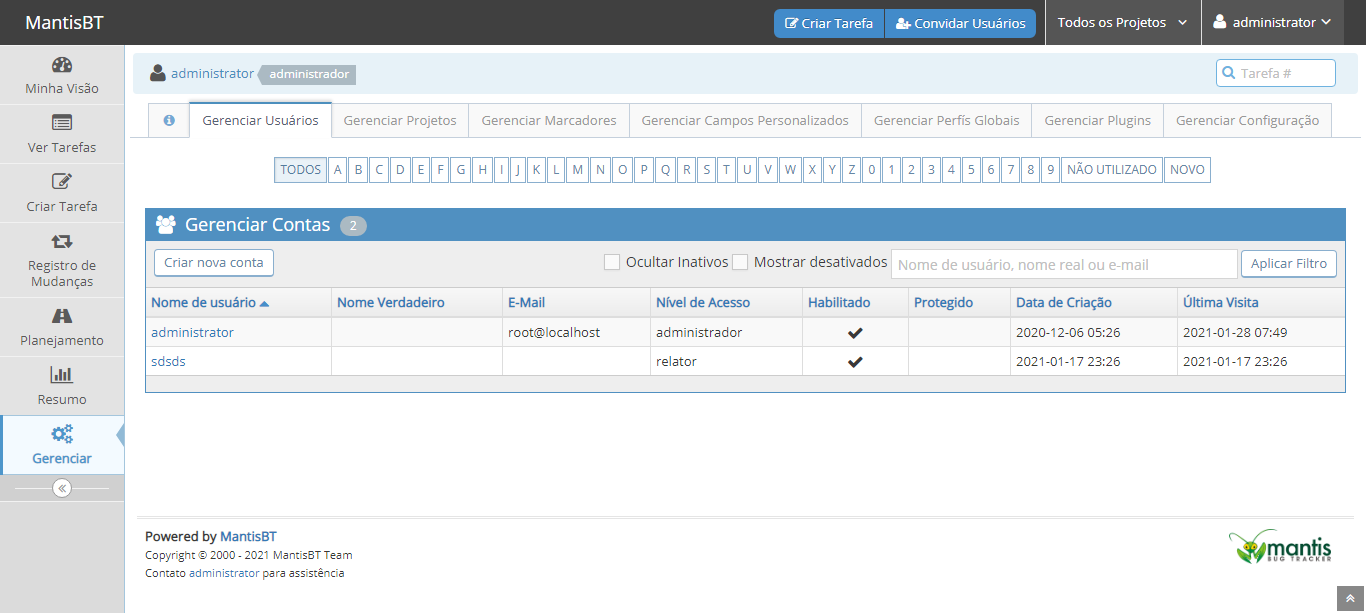 MantisBT
Criar Tarefa Convidar Usuários Todos os Projetos administrator
Minha Visão
Ver Tarefas
Criar Tarefa
Registro de
Mudanças
Planejamento
Resumo
Gerenciar
administrator administrador Tarefa #
Gerenciar Usuários Gerenciar Projetos Gerenciar Marcadores Gerenciar Campos Personalizados Gerenciar Perfís Globais Gerenciar Plugins Gerenciar Configuração
TODOS A B C D E F G H I J K L M N O P Q R S T U V W X Y Z 0 1 2 3 4 5 6 7 8 9 NÃO UTILIZADO NOVO
Gerenciar Contas 2
Criar nova conta Ocultar Inativos Mostrar desativados Nome de usuário, nome real ou e-mail Aplicar Filtro
Nome de usuário Nome Verdadeiro E-Mail Nível de Acesso Habilitado Protegido Data de Criação Última Visita
administrator root@localhost administrador 2020-12-06 05:26 2021-01-28 07:49
sdsds relator 2021-01-17 23:26 2021-01-17 23:26
Powered by MantisBT
Copyright © 2000 - 2021 MantisBT Team
Contato administrator para assistência
mantis
BUG TRACKER